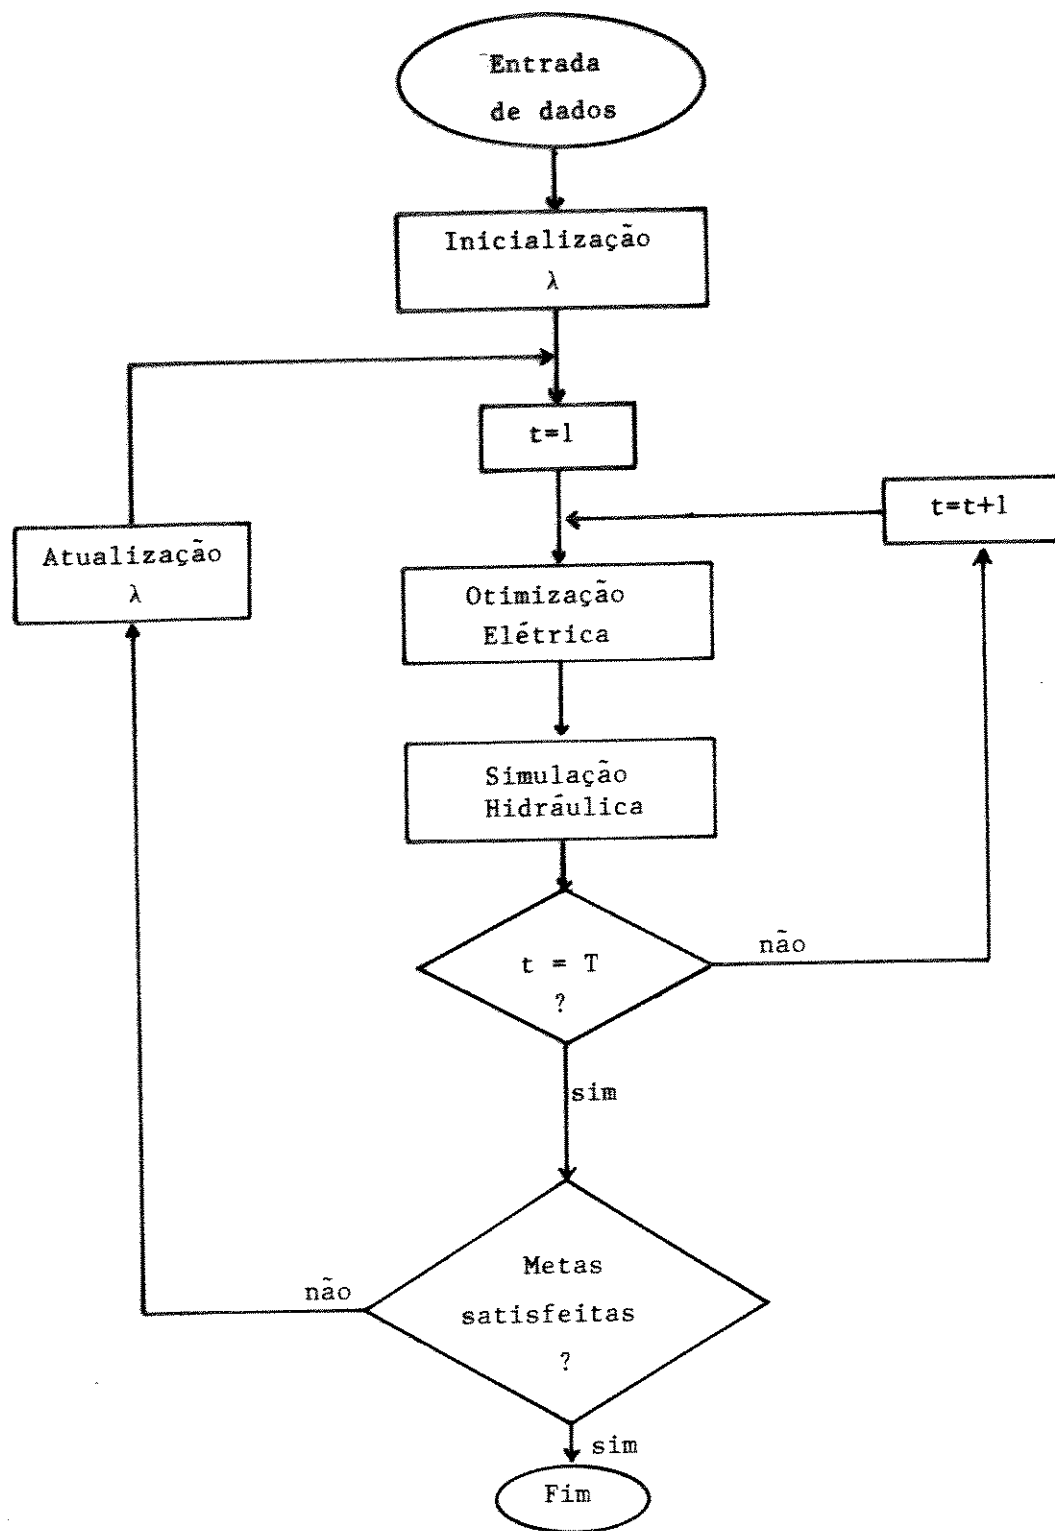 Entrada
de dados
Inicialização
λ
t=1
t=t+1
Atualização
λ
Otimização
Elétrica
Simulação
Hidráulica
t = T
?
não
sim
Metas
satisfeitas
?
não
sim
Fim